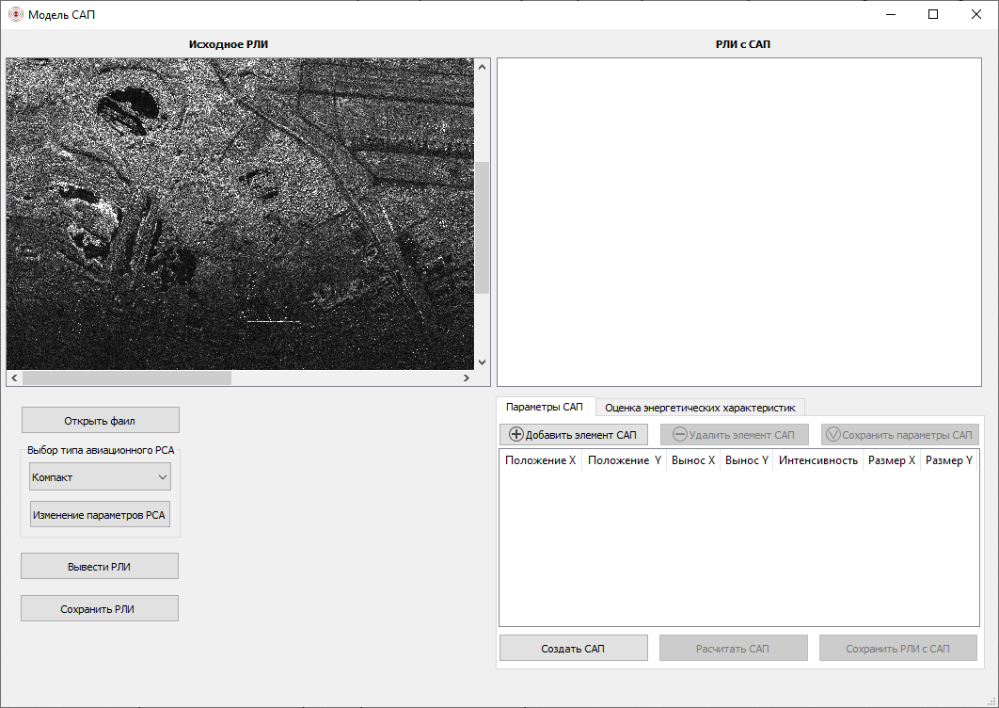 Модель САП
Исходное РЛИ
РЛИ с САП
Открыть фаил
Выбор типа авиационного РСА
Компакт
Изменение параметров РСА
Вывести РЛИ
Сохранить РЛИ
Параметры САП
Оценка энергетических характеристик
Добавить элемент САП
Удалить элемент САП
Сохранить параметры САП
Положение X
Положение Y
Вынос X
Вынос Y
Интенсивность
Размер X
Размер Y
Создать САП
Расчитать САП
Сохранить РЛИ с САП